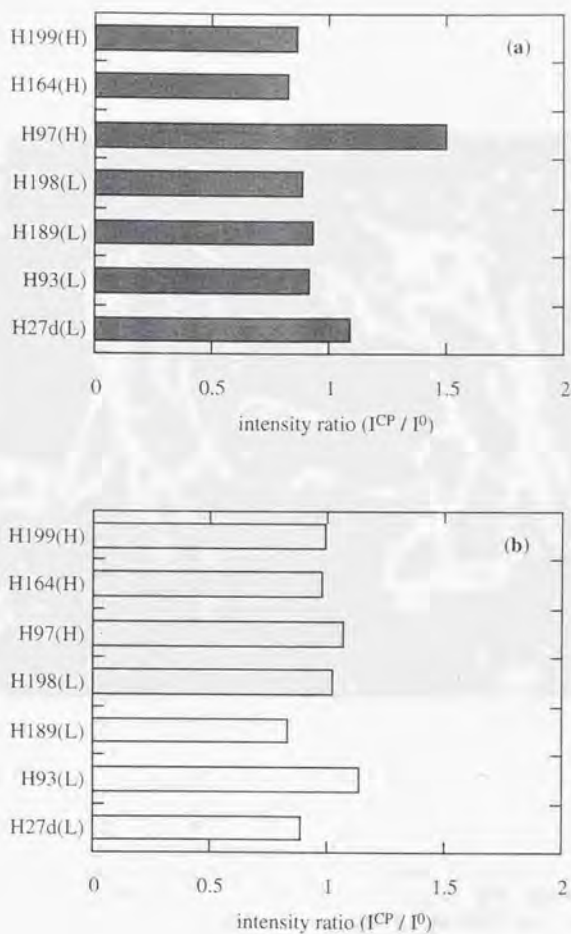 (a)
H199(H)
H164(H)
H97(H)
H198(L)
H189(L)
H93(L)
H27d(L)
0 0.5 1 1.5 2
intensity ratio (I^CP / I^0)
(b)
H199(H)
H164(H)
H97(H)
H198(L)
H189(L)
H93(L)
H27d(L)
0 0.5 1 1.5 2
intensity ratio (I^CP / I^0)